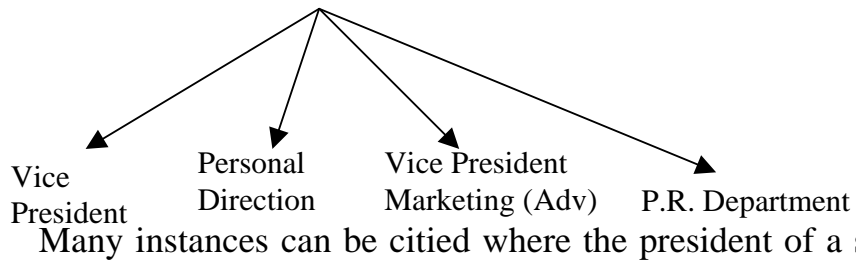 Vice
President
Personal
Direction
Vice President
Marketing (Adv)
P.R. Department
Many instances can be citied where the president of a